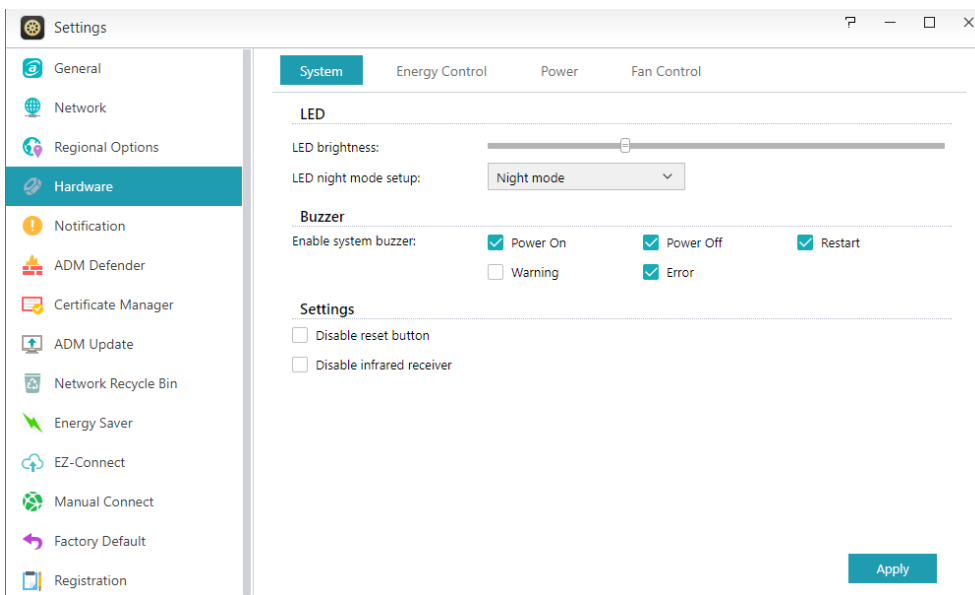 Settings
General
Network
Regional Options
Hardware
Notification
ADM Defender
Certificate Manager
ADM Update
Network Recycle Bin
Energy Saver
EZ-Connect
Manual Connect
Factory Default
Registration
System Energy Control Power Fan Control
LED
LED brightness:
LED night mode setup: Night mode
Buzzer
Enable system buzzer: Power On Power Off Restart
Warning Error
Settings
Disable reset button
Disable infrared receiver
Apply